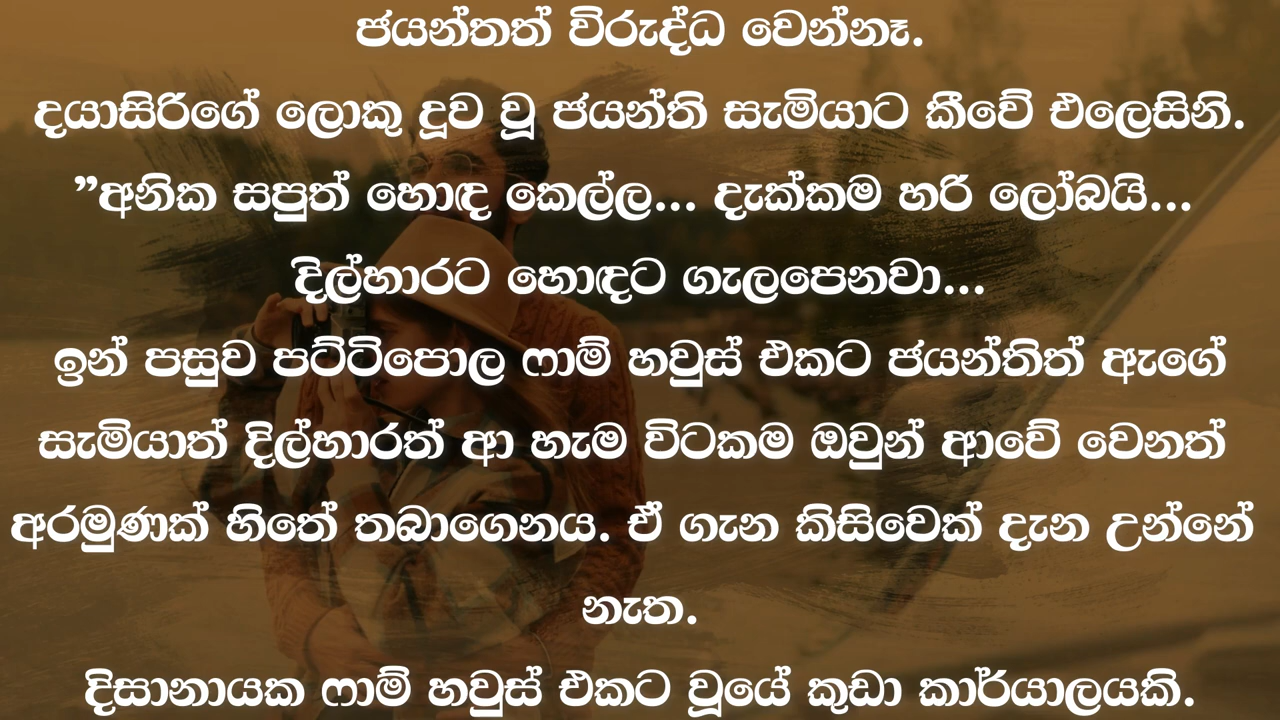 ජයන්තත් විරුද්ධ වෙන්නෑ.
දයාසිරිගේ ලොකු දූව වූ ජයන්ති සැමියාට කීවේ එලෙසිනි.
”අනික සපුත් හොඳ කෙල්ල... දැක්කම හරි ලෝබයි...
දිල්හාරට හොඳට ගැලපෙනවා...
ඉන් පසුව පට්ටිපොල ෆාම් හවුස් එකට ජයන්තිත් ඇගේ
සැමියාත් දිල්හාරත් ආ හැම විටකම ඔවුන් ආවේ වෙනත්
අරමුණක් හිතේ තබාගෙනය. ඒ ගැන කිසිවෙක් දැන උන්නේ
නැත.
දිසානායක ෆාම් හවුස් එකට වූයේ කුඩා කාර්යාලයකි.